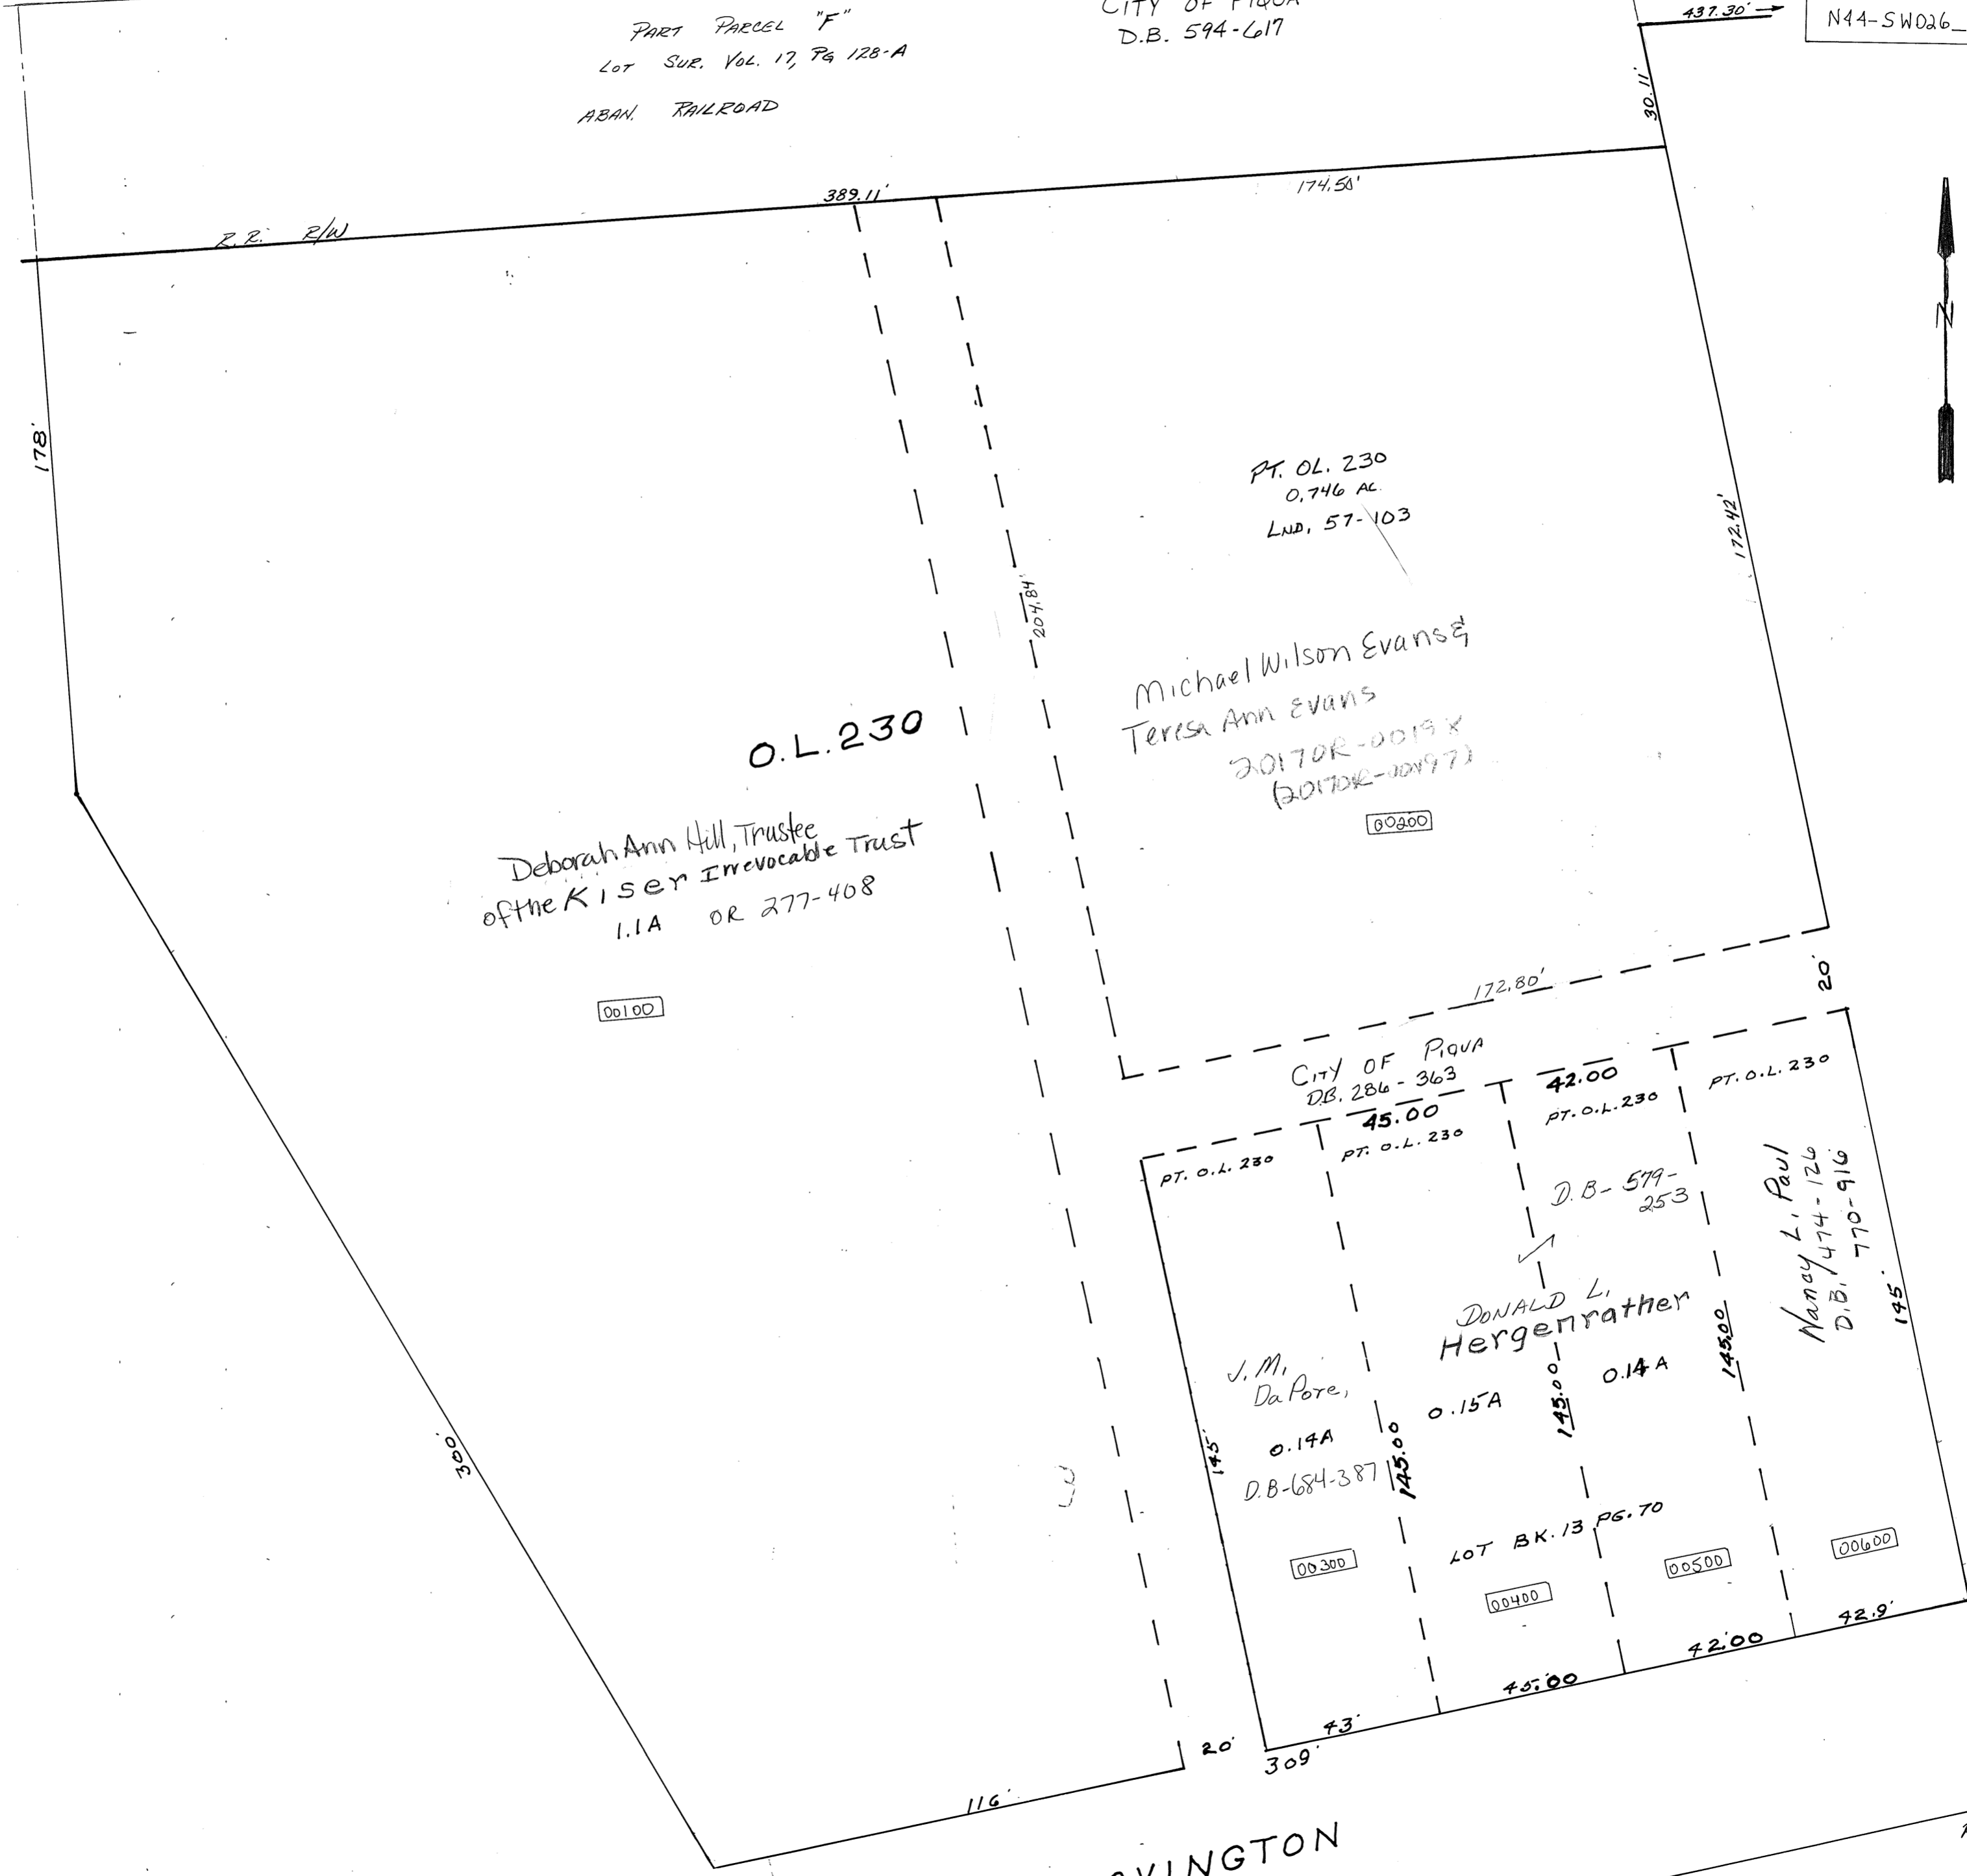 PART PARCEL "F"
LOT SUR. VOL. 17, PG 128-A
ABAN. RAILROAD
CITY OF PIQUA
D.B. 594-617
437.30'
N44-SW026_
30.11'
389.11'
174.50'
R.R. R/W
178'
N
PT. OL. 230
0.746 AC.
LND. 57-103
172.42'
204.84'
Michael Wilson Evans &
Teresa Ann Evans
00200
O.L.230
Deborah Ann Hill, Trustee
of the Kiser Irrevocable Trust
1.1A OR 277-408
00100
172.80'
20'
CITY OF PIQUA
D.B. 286-363
45.00
42.00
PT. O.L. 230
PT. O.L. 230
PT. O.L. 230
PT. O.L. 230
D.B-579-
253
Nancy L. Paul
D.B. 474-126
770-916
145'
DONALD L.
Hergenrather
J.M.
DaPore,
0.14A
D.B-684-387
0.15A
0.14A
145'
145.00
145.00
145.00
300'
LOT BK. 13 PG. 70
00300
00400
00500
00600
43'
45.00
42.00
42.9'
20'
309'
116'
OVINGTON